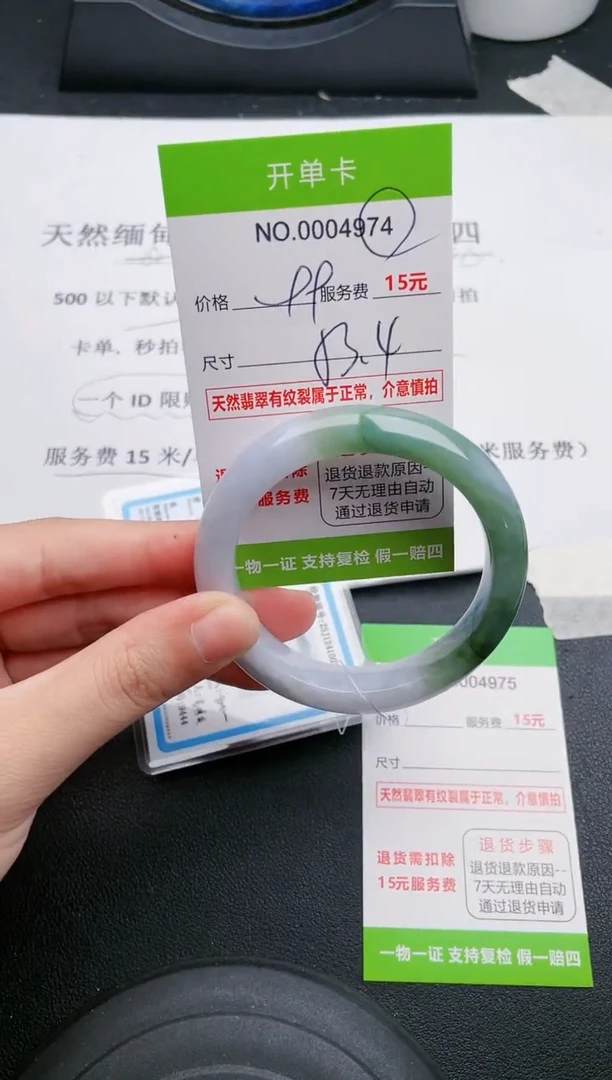 天然缅甸
四
500 以下默认
拍
卡单、秒拍
一个 ID 限购
服务费 15 米/
米服务费）
开单卡
NO.0004974
价格 服务费 15元
尺寸
天然翡翠有纹裂属于正常，介意慎拍
服务费
退货退款原因--
7天无理由自动
通过退货申请
一物一证 支持复检 假一赔四
004975
价格 服务费 15元
尺寸
天然翡翠有纹裂属于正常，介意慎拍
退货需扣除
15元服务费
退货步骤
退货退款原因--
7天无理由自动
通过退货申请
一物一证 支持复检 假一赔四